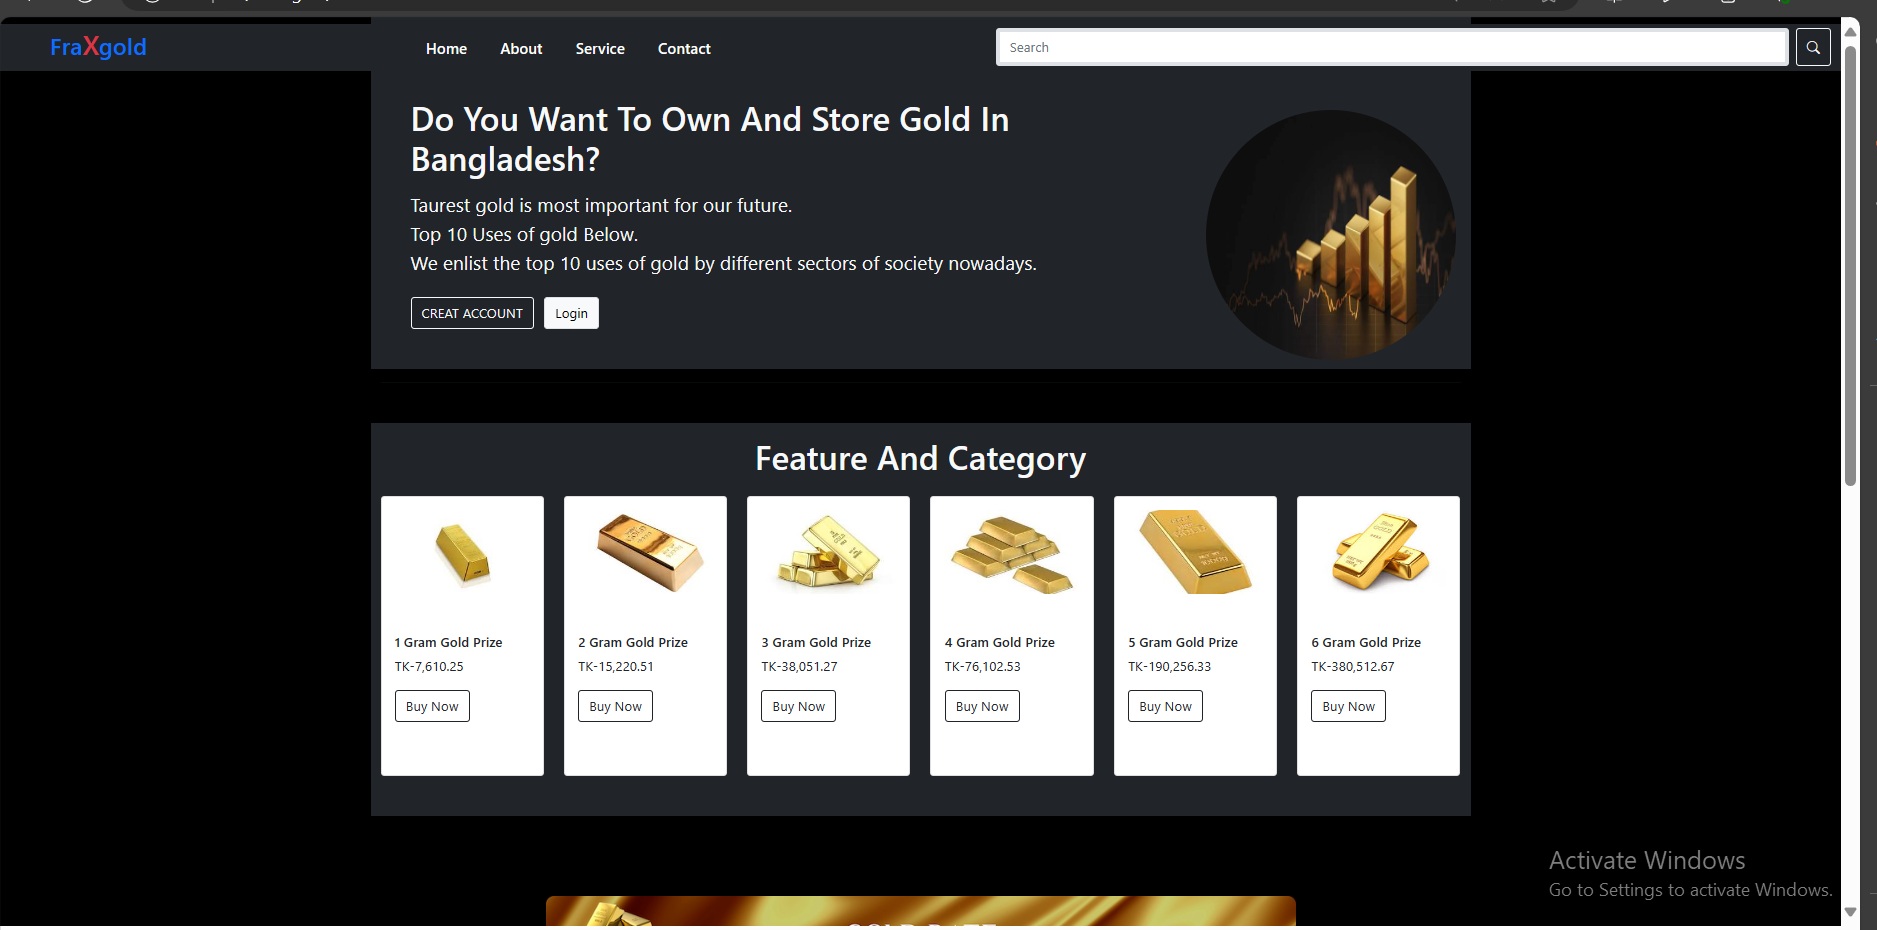 FraXgold
Home About Service Contact
Search
Do You Want To Own And Store Gold In
Bangladesh?
Taurest gold is most important for our future.
Top 10 Uses of gold Below.
We enlist the top 10 uses of gold by different sectors of society nowadays.
CREAT ACCOUNT Login
Feature And Category
1 Gram Gold Prize
TK-7,610.25
Buy Now
2 Gram Gold Prize
TK-15,220.51
Buy Now
3 Gram Gold Prize
TK-38,051.27
Buy Now
4 Gram Gold Prize
TK-76,102.53
Buy Now
5 Gram Gold Prize
TK-190,256.33
Buy Now
6 Gram Gold Prize
TK-380,512.67
Buy Now
Activate Windows
Go to Settings to activate Windows.
GOLD RATE